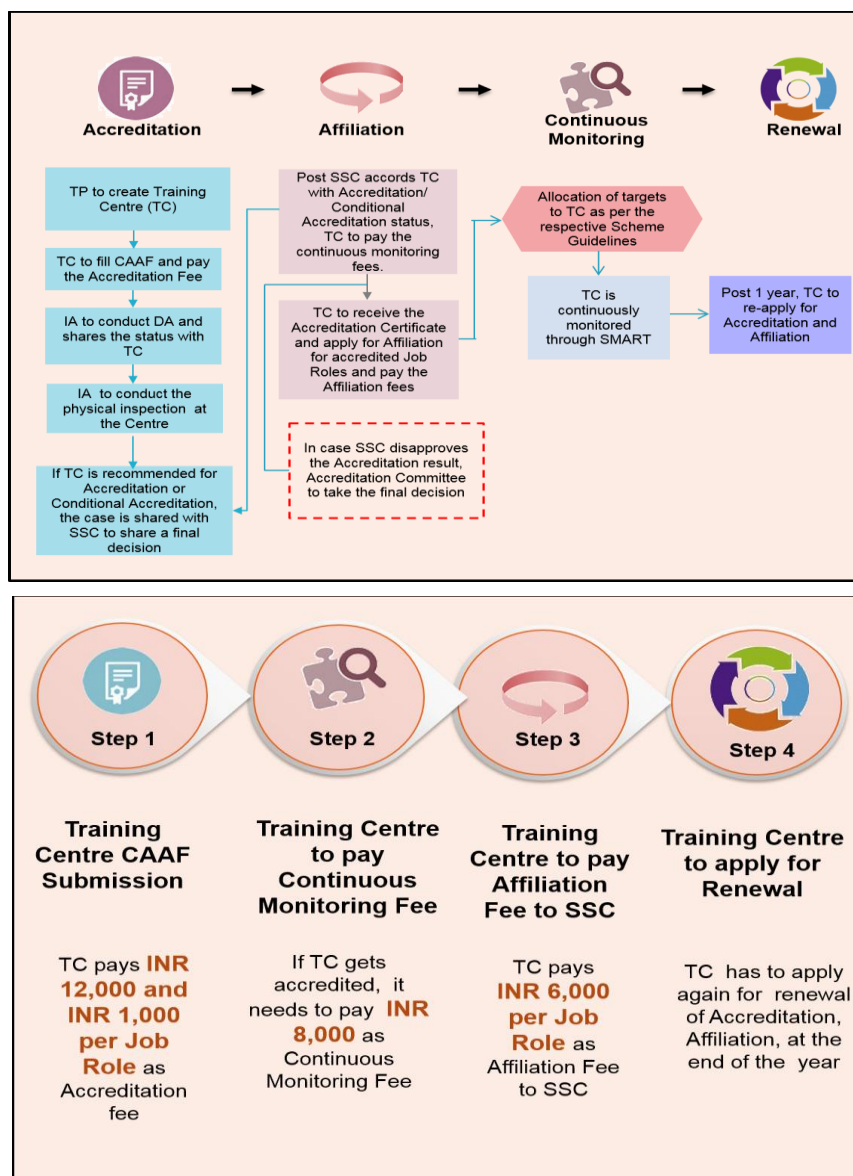 Accreditation
Affiliation
Continuous
Monitoring
Renewal
TP to create Training
Centre (TC)
TC to fill CAAF and pay
the Accreditation Fee
IA to conduct DA and
shares the status with
TC
IA to conduct the
physical inspection at
the Centre
If TC is recommended for
Accreditation or
Conditional Accreditation,
the case is shared with
SSC to share a final
decision
Post SSC accords TC
with Accreditation/
Conditional
Accreditation status,
TC to pay the
continuous monitoring
fees.
TC to receive the
Accreditation Certificate
and apply for Affiliation
for accredited Job
Roles and pay the
Affiliation fees
In case SSC disapproves
the Accreditation result,
Accreditation Committee
to take the final decision
Allocation of targets
to TC as per the
respective Scheme
Guidelines
TC is
continuously
monitored
through SMART
Post 1 year, TC to
re-apply for
Accreditation and
Affiliation
Step 1
Step 2
Step 3
Step 4
Training
Centre CAAF
Submission
TC pays INR
12,000 and
INR 1,000
per Job
Role as
Accreditation
fee
Training Centre
to pay
Continuous
Monitoring Fee
If TC gets
accredited, it
needs to pay INR
8,000 as
Continuous
Monitoring Fee
Training
Centre to pay
Affiliation
Fee to SSC
TC pays
INR 6,000
per Job
Role as
Affiliation Fee
to SSC
Training Centre
to apply for
Renewal
TC has to apply
again for renewal
of Accreditation,
Affiliation, at the
end of the year